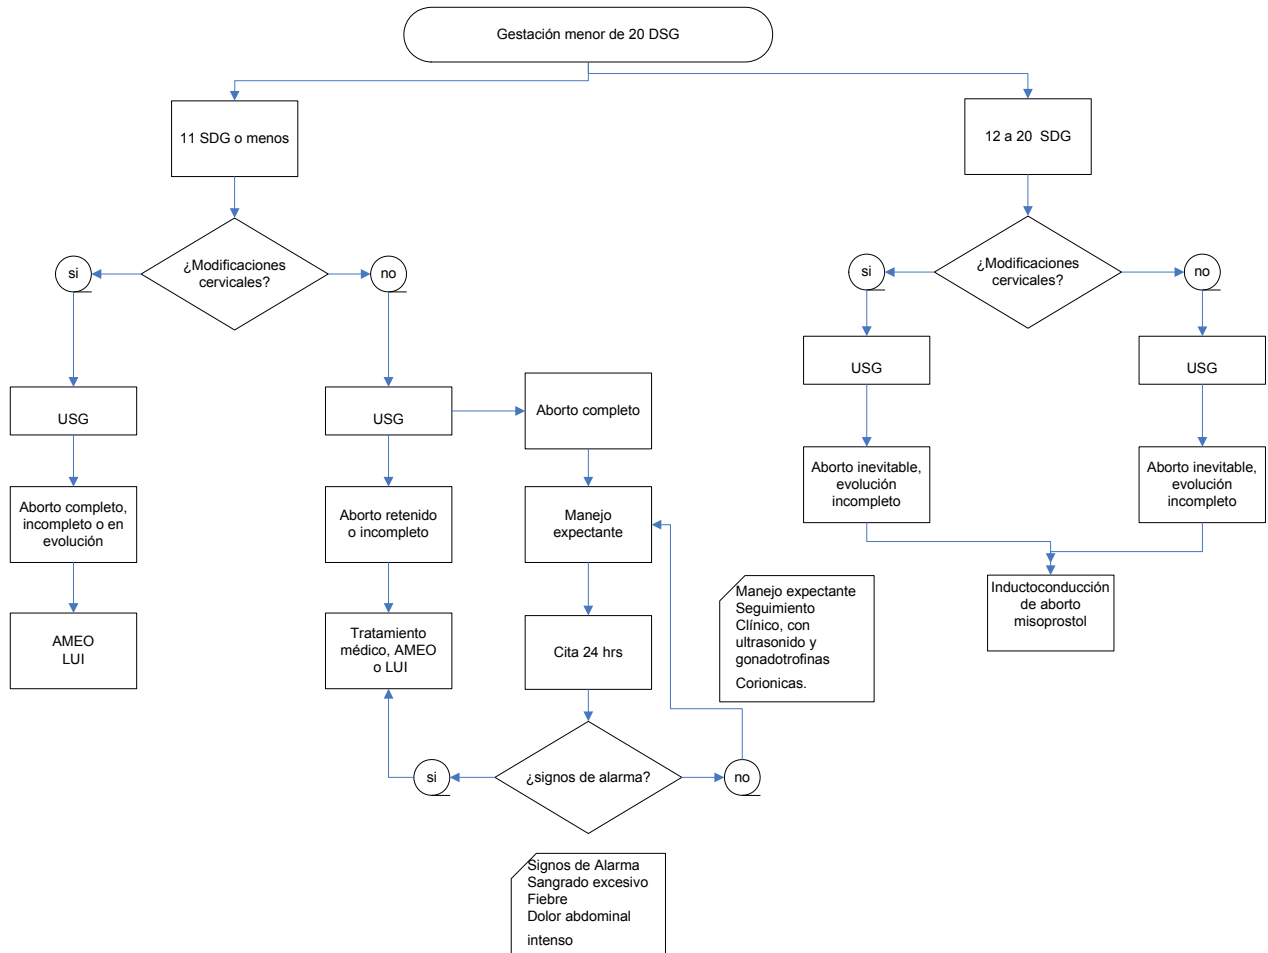 Gestación menor de 20 DSG
11 SDG o menos
12 a 20 SDG
¿Modificaciones
cervicales?
si
no
¿Modificaciones
cervicales?
si
no
USG
USG
Aborto completo
USG
USG
Aborto completo,
incompleto o en
evolución
Aborto retenido
o incompleto
Manejo
expectante
Aborto inevitable,
evolución
incompleto
Aborto inevitable,
evolución
incompleto
AMEO
LUI
Tratamiento
médico, AMEO
o LUI
Cita 24 hrs
Manejo expectante
Seguimiento
Clínico, con
ultrasonido y
gonadotrofinas
Corionicas.
Inductoconducción
de aborto
misoprostol
si
¿signos de alarma?
no
Signos de Alarma
Sangrado excesivo
Fiebre
Dolor abdominal
intenso